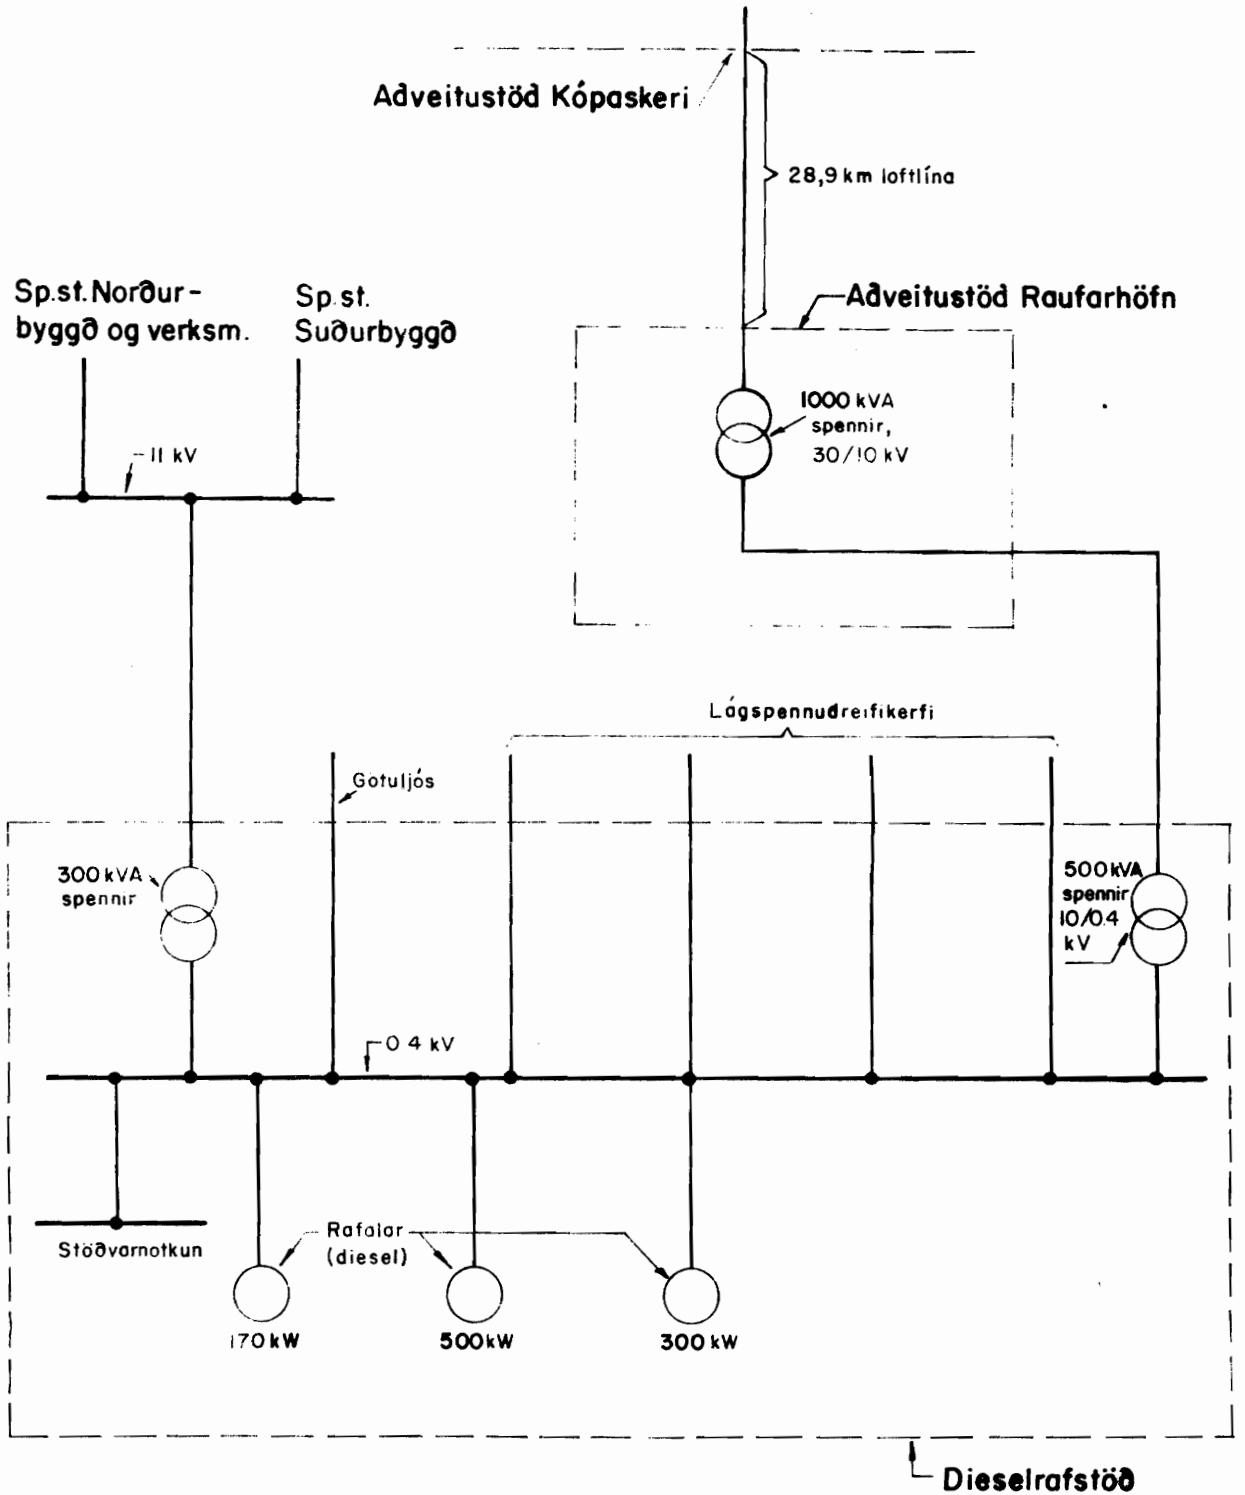 Aðveitustöð Kópaskeri
28,9 km loftlína
Sp.st. Norður-
byggð og verksm.
Sp.st.
Suðurbyggð
Aðveitustöð Raufarhöfn
1000 kVA
spennir,
30/10 kV
11 kV
Lágspennudreifikerfi
Götuljós
300 kVA
spennir
500 kVA
spennir
10/0.4
kV
0.4 kV
Rafalar
(diesel)
Stöðvarnotkun
170 kW
500 kW
300 kW
Dieselrafstöð